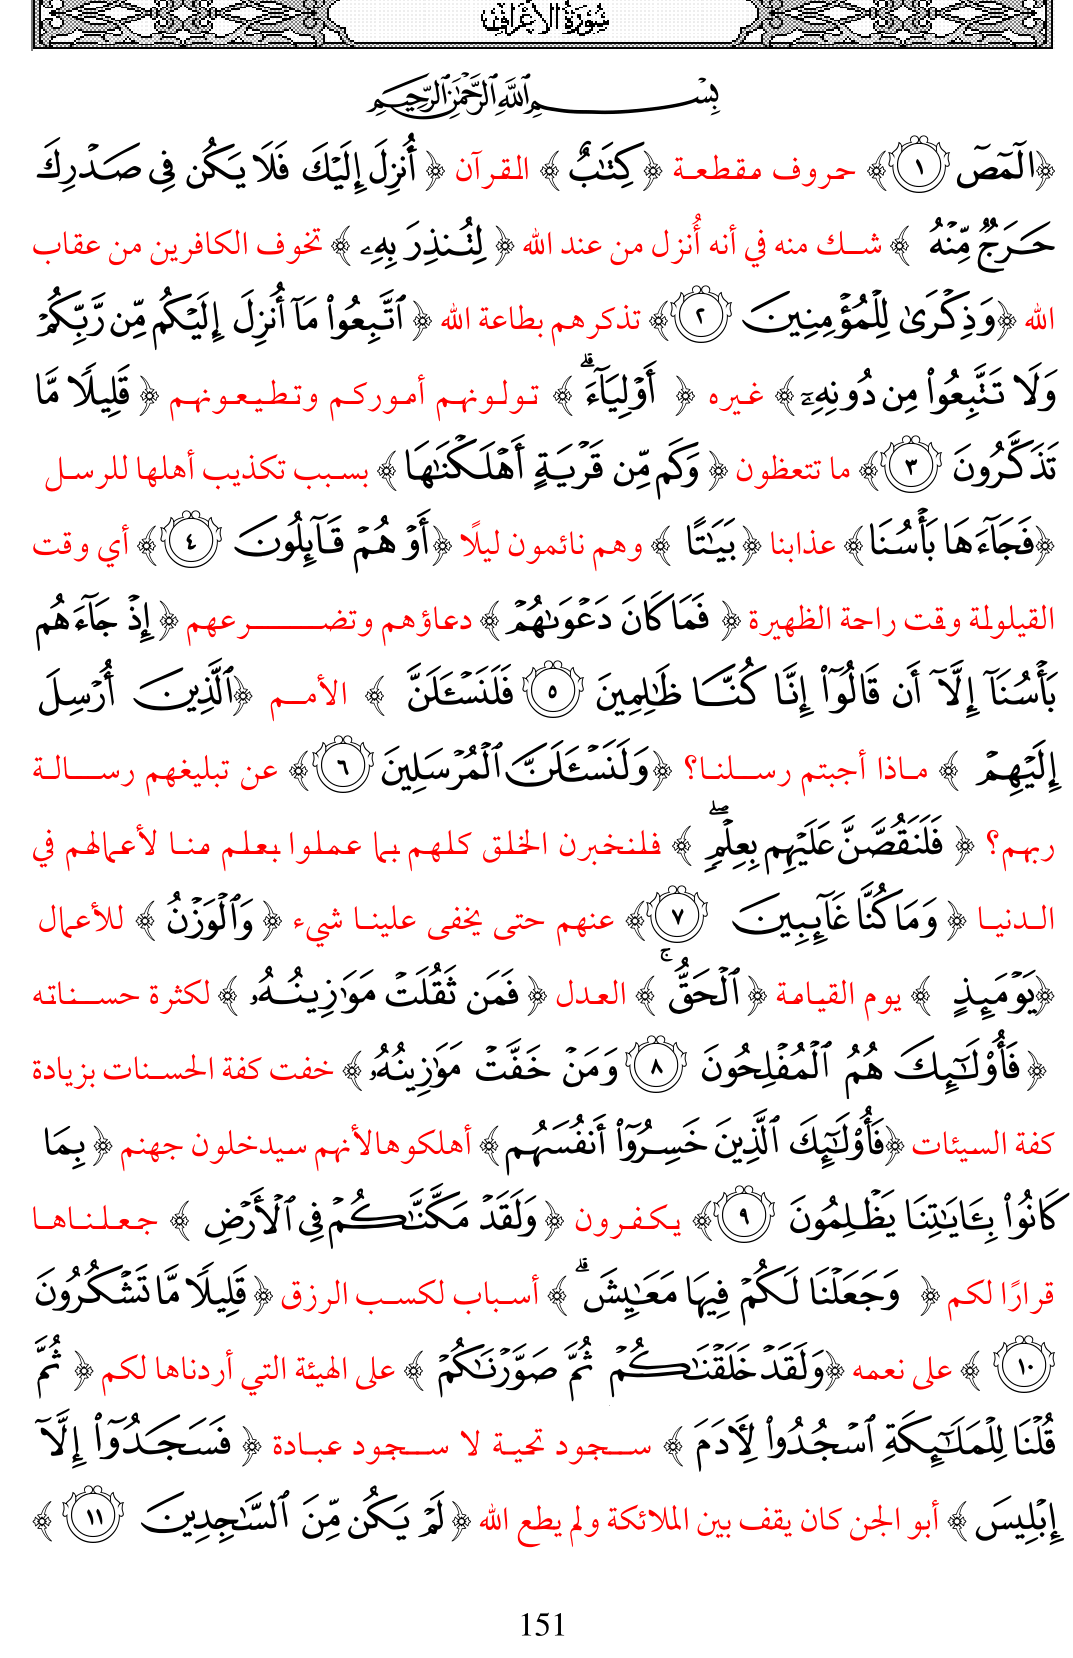 سُورَةُ الأَعْرَافِ
بِسْمِ ٱللَّهِ ٱلرَّحْمَٰنِ ٱلرَّحِيمِ
﴿الٓمٓصٓ ١﴾ حروف مقطعة ﴿كِتَٰبٌ﴾ القرآن ﴿أُنزِلَ إِلَيْكَ فَلَا يَكُن فِي صَدْرِكَ
حَرَجٌ مِّنْهُ﴾ شك منه في أنه أُنزل من عند الله ﴿لِتُنذِرَ بِهِۦ﴾ تخوف الكافرين من عقاب
الله ﴿وَذِكْرَىٰ لِلْمُؤْمِنِينَ ٢﴾ تذكرهم بطاعة الله ﴿ٱتَّبِعُوا۟ مَآ أُنزِلَ إِلَيْكُم مِّن رَّبِّكُمْ
وَلَا تَتَّبِعُوا۟ مِن دُونِهِۦٓ﴾ غيره ﴿أَوْلِيَآءَ ۗ﴾ تولونهم أموركم وتطيعونهم ﴿قَلِيلًا مَّا
تَذَكَّرُونَ ٣﴾ ما تتعظون ﴿وَكَم مِّن قَرْيَةٍ أَهْلَكْنَٰهَا﴾ بسبب تكذيب أهلها للرسل
﴿فَجَآءَهَا بَأْسُنَا﴾ عذابنا ﴿بَيَٰتًا﴾ وهم نائمون ليلًا ﴿أَوْ هُمْ قَآئِلُونَ ٤﴾ أي وقت
القيلولة وقت راحة الظهيرة ﴿فَمَا كَانَ دَعْوَىٰهُمْ﴾ دعاؤهم وتضرعهم ﴿إِذْ جَآءَهُم
بَأْسُنَآ إِلَّآ أَن قَالُوٓا۟ إِنَّا كُنَّا ظَٰلِمِينَ ٥ فَلَنَسْـَٔلَنَّ﴾ الأمم ﴿ٱلَّذِينَ أُرْسِلَ
إِلَيْهِمْ﴾ ماذا أجبتم رسلنا؟ ﴿وَلَنَسْـَٔلَنَّ ٱلْمُرْسَلِينَ ٦﴾ عن تبليغهم رسالة
ربهم؟ ﴿فَلَنَقُصَّنَّ عَلَيْهِم بِعِلْمٍ ۖ﴾ فلنخبرن الخلق كلهم بما عملوا بعلم منا لأعمالهم في
الدنيا ﴿وَمَا كُنَّا غَآئِبِينَ ٧﴾ عنهم حتى يخفى علينا شيء ﴿وَٱلْوَزْنُ﴾ للأعمال
﴿يَوْمَئِذٍ﴾ يوم القيامة ﴿ٱلْحَقُّ ۚ﴾ العدل ﴿فَمَن ثَقُلَتْ مَوَٰزِينُهُۥ﴾ لكثرة حسناته
﴿فَأُو۟لَٰٓئِكَ هُمُ ٱلْمُفْلِحُونَ ٨ وَمَنْ خَفَّتْ مَوَٰزِينُهُۥ﴾ خفت كفة الحسنات بزيادة
كفة السيئات ﴿فَأُو۟لَٰٓئِكَ ٱلَّذِينَ خَسِرُوٓا۟ أَنفُسَهُم﴾ أهلكوهالأنهم سيدخلون جهنم ﴿بِمَا
كَانُوا۟ بِـَٔايَٰتِنَا يَظْلِمُونَ ٩﴾ يكفرون ﴿وَلَقَدْ مَكَّنَّٰكُمْ فِي ٱلْأَرْضِ﴾ جعلناها
قرارًا لكم ﴿وَجَعَلْنَا لَكُمْ فِيهَا مَعَٰيِشَ ۗ﴾ أسباب لكسب الرزق ﴿قَلِيلًا مَّا تَشْكُرُونَ
١٠﴾ على نعمه ﴿وَلَقَدْ خَلَقْنَٰكُمْ ثُمَّ صَوَّرْنَٰكُمْ﴾ على الهيئة التي أردناها لكم ﴿ثُمَّ
قُلْنَا لِلْمَلَٰٓئِكَةِ ٱسْجُدُوا۟ لِـَٔادَمَ﴾ سجود تحية لا سجود عبادة ﴿فَسَجَدُوٓا۟ إِلَّآ
إِبْلِيسَ﴾ أبو الجن كان يقف بين الملائكة ولم يطع الله ﴿لَمْ يَكُن مِّنَ ٱلسَّٰجِدِينَ ١١﴾
151